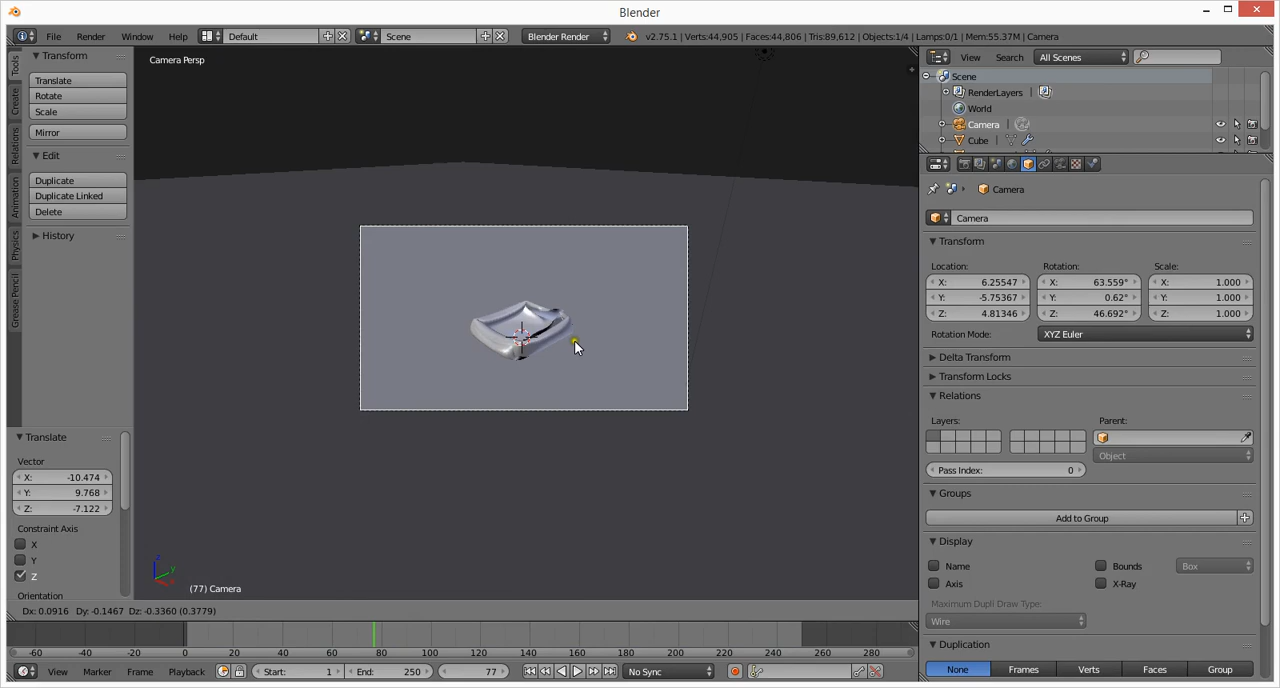 Blender
File Render Window Help Default Scene Blender Render v2.75.1 | Verts:44,905 | Faces:44,806 | Tris:89,612 | Objects:1/4 | Lamps:0/1 | Mem:55.37M | Camera
Tools
Create
Relations
Animation
Physics
Grease Pencil
Transform
Translate
Rotate
Scale
Mirror
Edit
Duplicate
Duplicate Linked
Delete
History
Translate
Vector
X: -10.474
Y: 9.768
Z: -7.122
Constraint Axis
X
Y
Z
Orientation
Camera Persp
z
y
x
(77) Camera
Dx: 0.0916 Dy: -0.1467 Dz: -0.3360 (0.3779)
-60 -40 -20 0 20 40 60 80 100 120 140 160 180 200 220 240 260 280
View Marker Frame Playback Start: 1 End: 250 77 No Sync
View Search All Scenes
Scene
RenderLayers
World
Camera
Cube
Camera
Camera
Transform
Location: Rotation: Scale:
X: 6.25547 X: 63.559° X: 1.000
Y: -5.75367 Y: 0.62° Y: 1.000
Z: 4.81346 Z: 46.692° Z: 1.000
Rotation Mode: XYZ Euler
Delta Transform
Transform Locks
Relations
Layers: Parent:
Object
Pass Index: 0
Groups
Add to Group
Display
Name Bounds Box
Axis X-Ray
Maximum Dupli Draw Type:
Wire
Duplication
None Frames Verts Faces Group